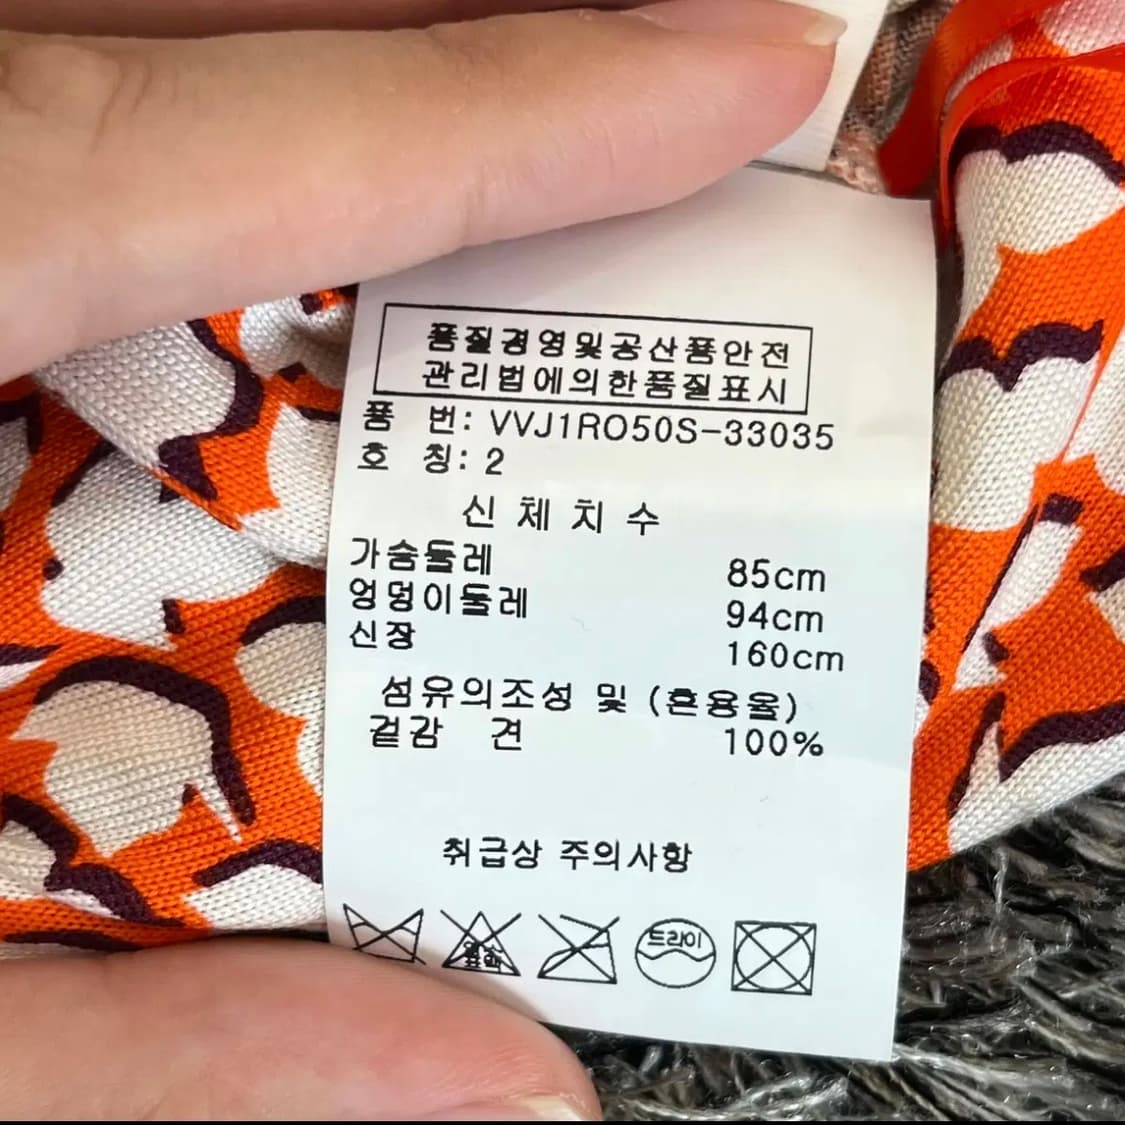 품질경영및공산품안전
관리법에의한품질표시
품 번: VVJ1RO50S-33035
호 칭: 2
신 체 치 수
가슴둘레 85cm
엉덩이둘레 94cm
신장 160cm
섬유의조성 및 (혼용율)
겉감 견 100%
취급상 주의사항
드라이